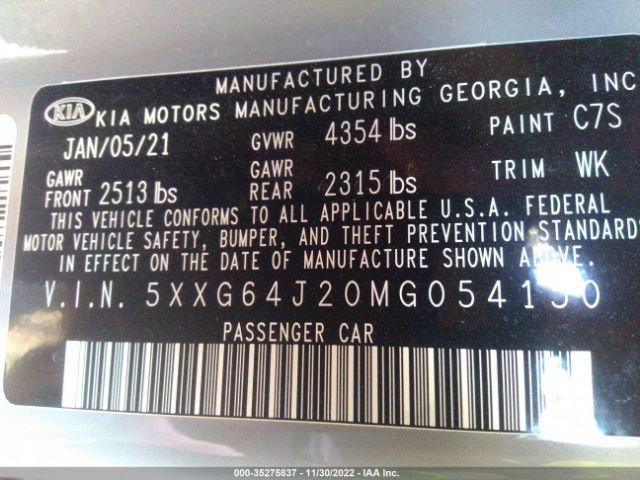 MANUFACTURED BY
KIA KIA MOTORS MANUFACTURING GEORGIA, INC
JAN/05/21 GVWR 4354 lbs PAINT C7S
GAWR FRONT 2513 lbs GAWR REAR 2315 lbs TRIM WK
THIS VEHICLE CONFORMS TO ALL APPLICABLE U.S.A. FEDERAL
MOTOR VEHICLE SAFETY, BUMPER, AND THEFT PREVENTION STANDARD
IN EFFECT ON THE DATE OF MANUFACTURE SHOWN ABOVE.
V.I.N. 5XXG64J20MG054150
PASSENGER CAR
000-35275837 - 11/30/2022 - IAA Inc.